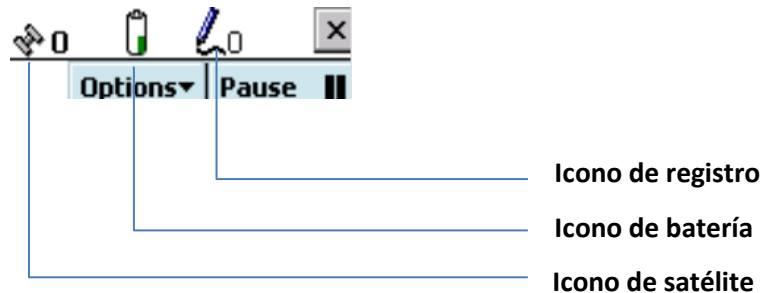 0 0
Options Pause
Icono de registro
Icono de batería
Icono de satélite